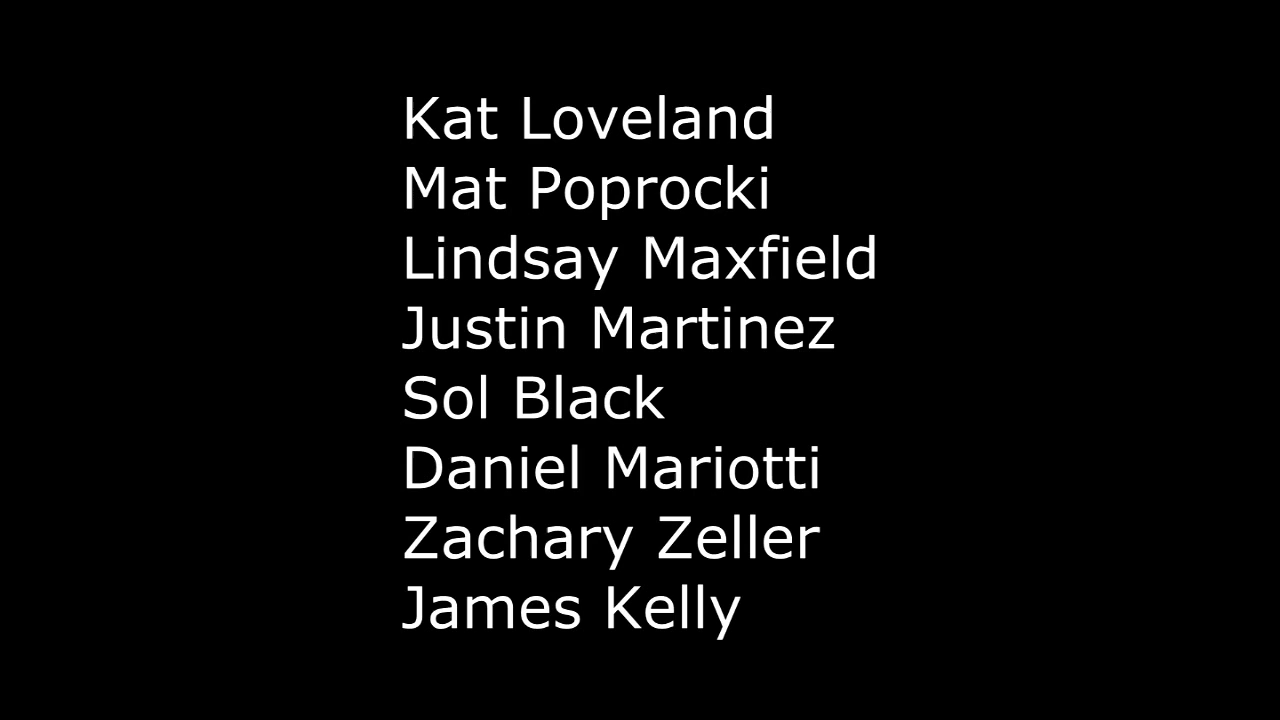 Kat Loveland
Mat Poprocki
Lindsay Maxfield
Justin Martinez
Sol Black
Daniel Mariotti
Zachary Zeller
James Kelly